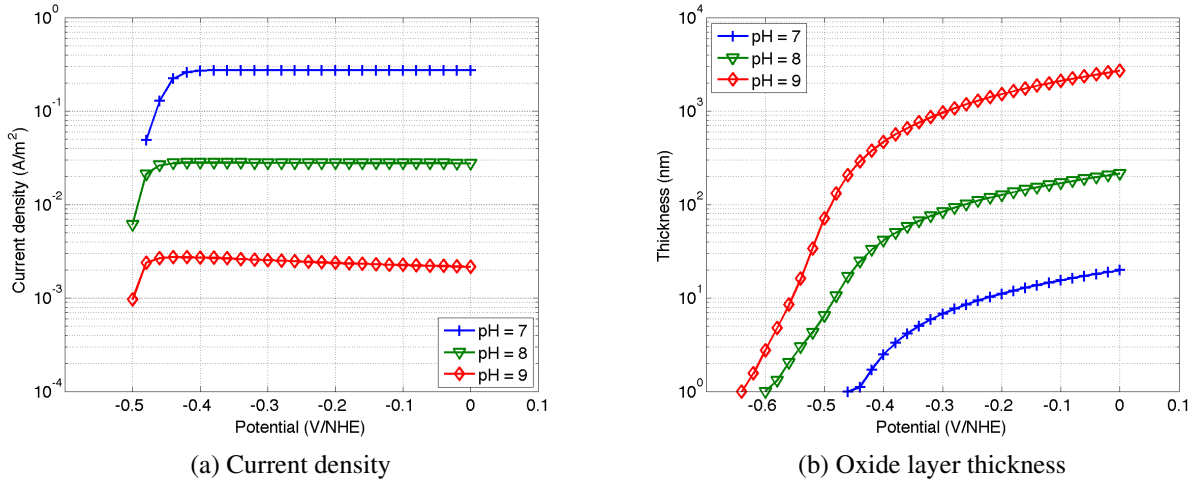 10^0
10^-1
10^-2
10^-3
10^-4
Current density (A/m^2)
-0.5 -0.4 -0.3 -0.2 -0.1 0 0.1
Potential (V/NHE)
pH = 7
pH = 8
pH = 9
(a) Current density
10^4
10^3
10^2
10^1
10^0
Thickness (nm)
-0.6 -0.5 -0.4 -0.3 -0.2 -0.1 0 0.1
Potential (V/NHE)
pH = 7
pH = 8
pH = 9
(b) Oxide layer thickness